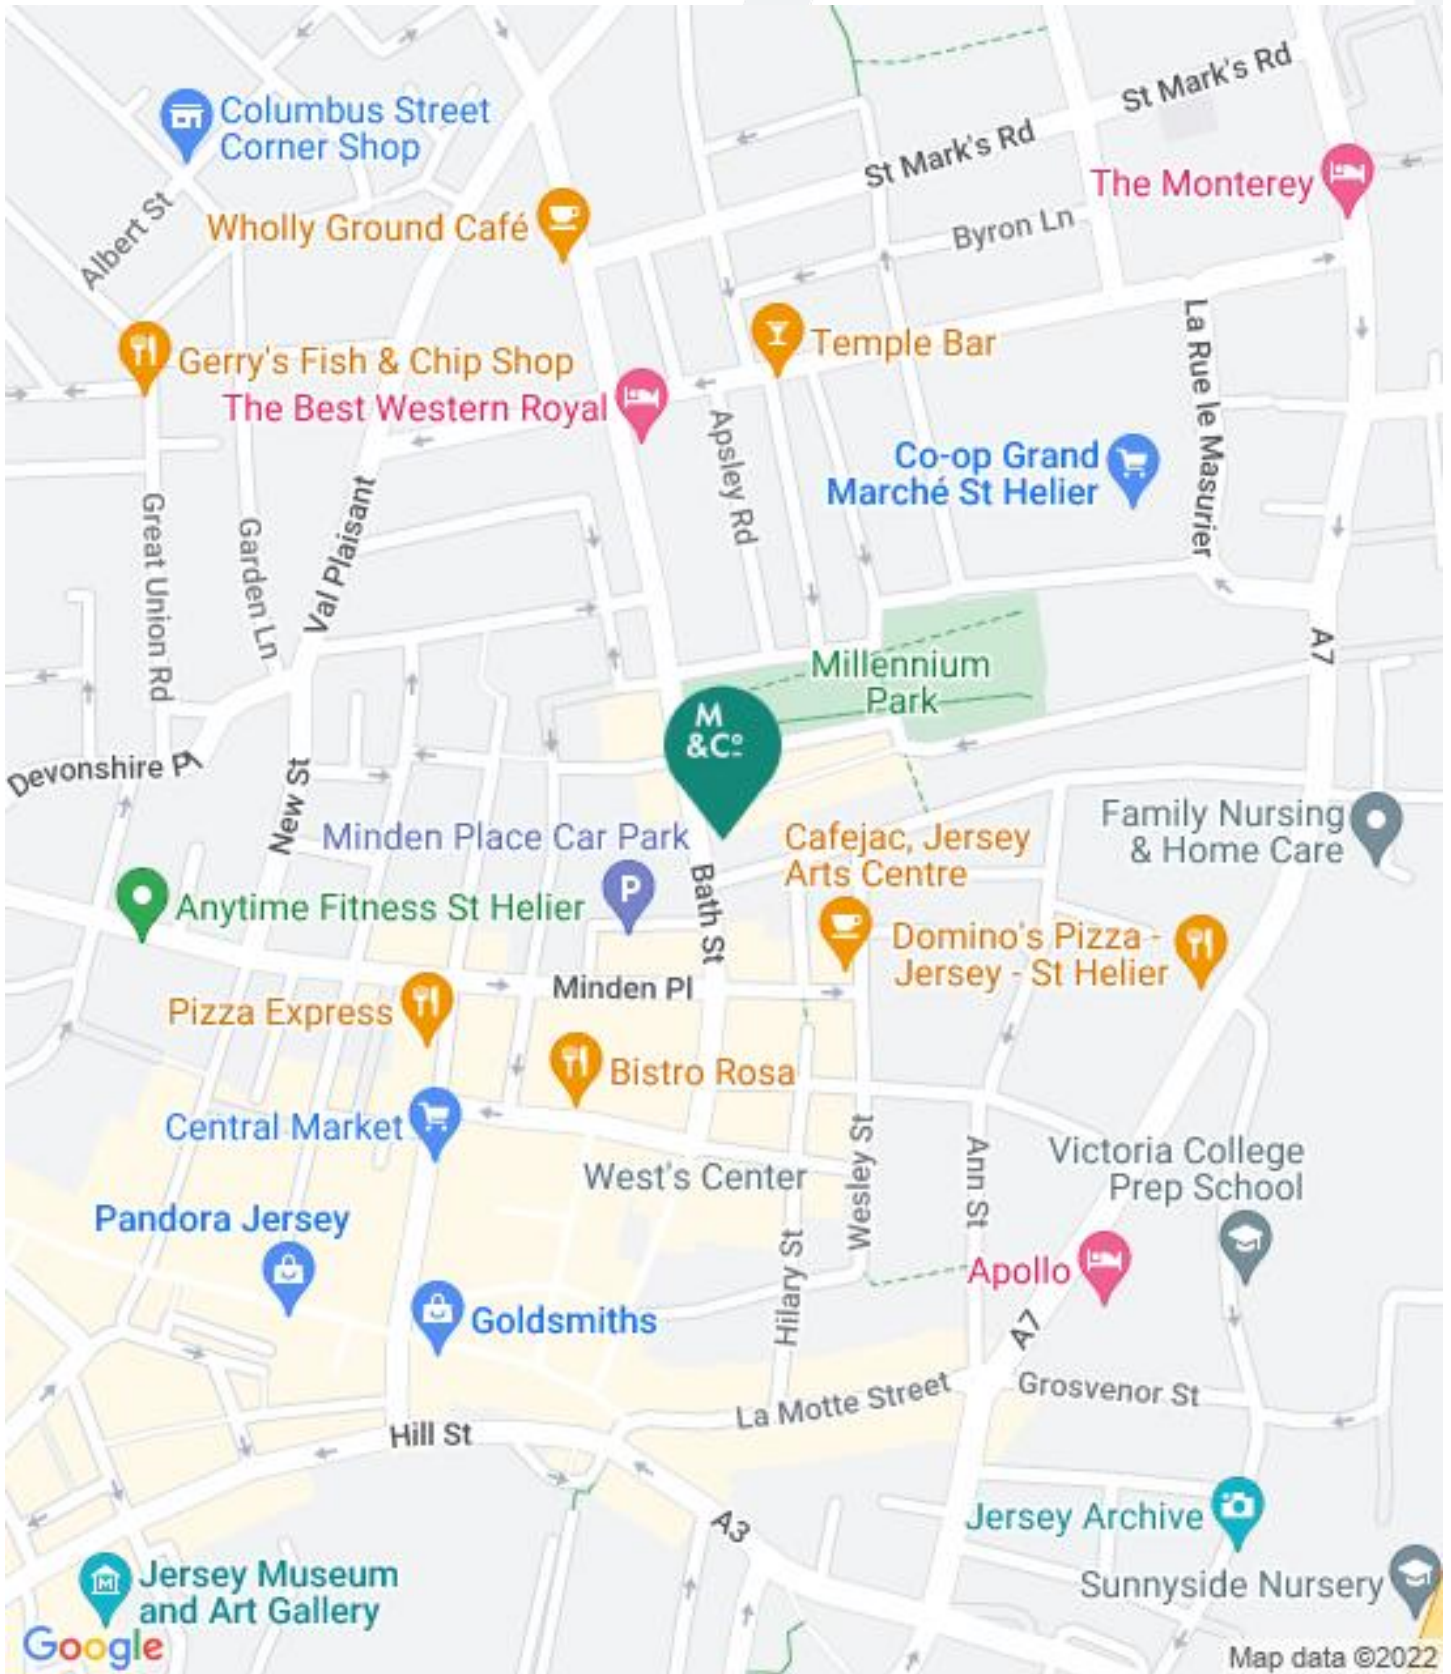 St Mark's Rd
Columbus Street
Corner Shop
St Mark's Rd
The Monterey
Albert St
Wholly Ground Café
Byron Ln
Gerry's Fish & Chip Shop
Temple Bar
La Rue le Masurier
The Best Western Royal
Apsley Rd
Co-op Grand
Marché St Helier
Great Union Rd
Garden Ln
Val Plaisant
A7
Millennium
Park
M
&Co
Devonshire Pl
New St
Minden Place Car Park
Cafejac, Jersey
Arts Centre
Family Nursing
& Home Care
P
Bath St
Anytime Fitness St Helier
Domino's Pizza -
Jersey - St Helier
Minden Pl
Pizza Express
Bistro Rosa
Central Market
West's Center
Wesley St
Ann St
Victoria College
Prep School
Pandora Jersey
Hilary St
Apollo
Goldsmiths
A7
La Motte Street
Grosvenor St
Hill St
A3
Jersey Archive
M
Jersey Museum
and Art Gallery
Sunnyside Nursery
Google
Map data ©2022